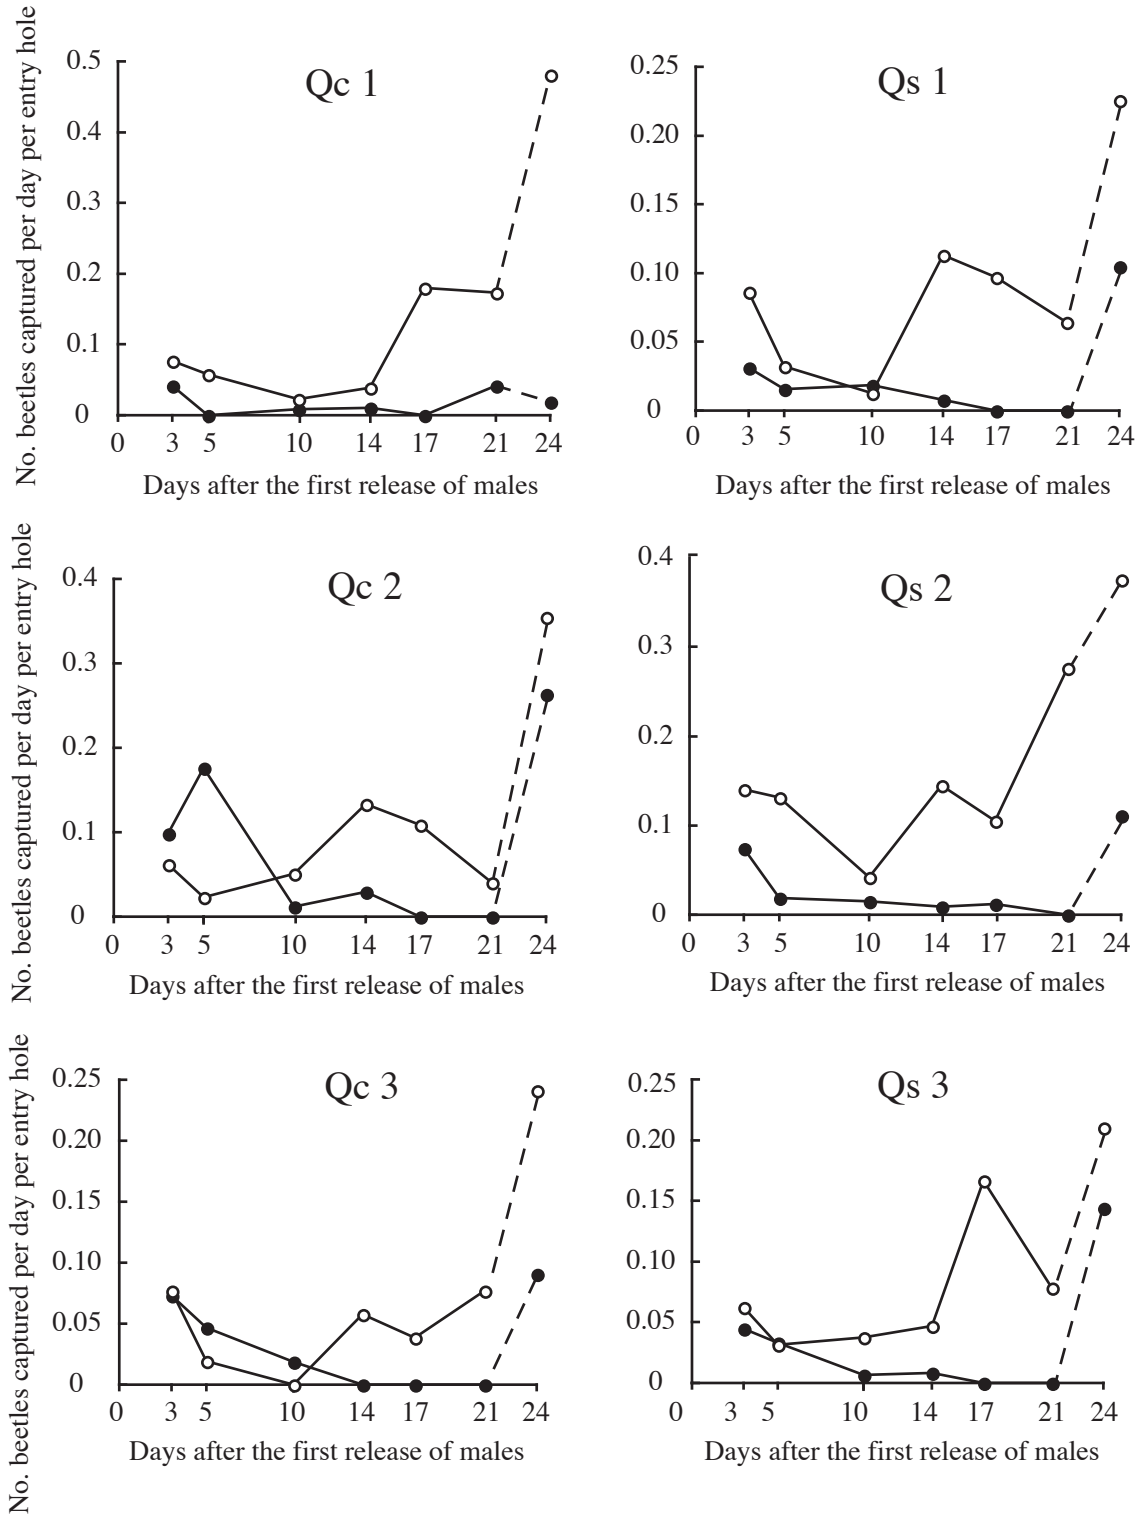 No. beetles captured per day per entry hole
Qc 1
0.5
0.4
0.3
0.2
0.1
0
0 3 5 10 14 17 21 24
Days after the first release of males
Qs 1
0.25
0.20
0.15
0.10
0.05
0
0 3 5 10 14 17 21 24
Days after the first release of males
No. beetles captured per day per entry hole
Qc 2
0.4
0.3
0.2
0.1
0
0 3 5 10 14 17 21 24
Days after the first release of males
Qs 2
0.4
0.3
0.2
0.1
0
0 3 5 10 14 17 21 24
Days after the first release of males
No. beetles captured per day per entry hole
Qc 3
0.25
0.20
0.15
0.10
0.05
0
0 3 5 10 14 17 21 24
Days after the first release of males
Qs 3
0.25
0.20
0.15
0.10
0.05
0
0 3 5 10 14 17 21 24
Days after the first release of males